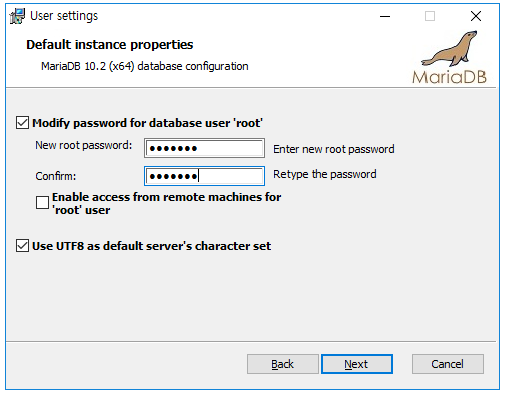 User settings
Default instance properties
MariaDB 10.2 (x64) database configuration
MariaDB
Modify password for database user 'root'
New root password: ●●●●●●● Enter new root password
Confirm: ●●●●●●● Retype the password
Enable access from remote machines for
'root' user
Use UTF8 as default server's character set
Back Next Cancel